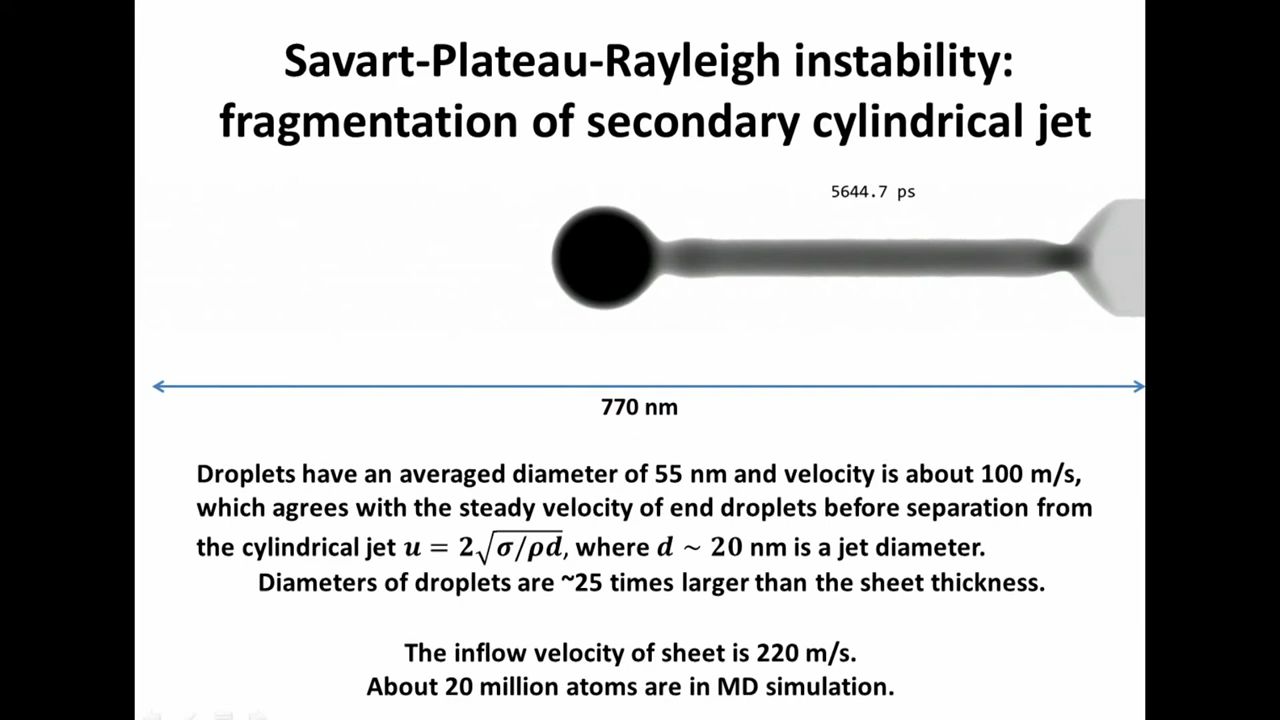 Savart-Plateau-Rayleigh instability:
fragmentation of secondary cylindrical jet
5644.7 ps
770 nm
Droplets have an averaged diameter of 55 nm and velocity is about 100 m/s,
which agrees with the steady velocity of end droplets before separation from
the cylindrical jet u = 2√σ/ρd, where d ~ 20 nm is a jet diameter.
Diameters of droplets are ~25 times larger than the sheet thickness.
The inflow velocity of sheet is 220 m/s.
About 20 million atoms are in MD simulation.